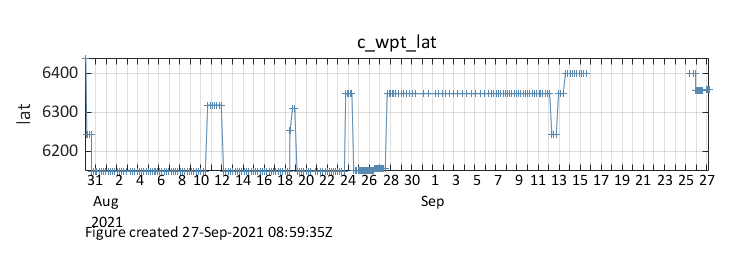 c_wpt_lat
6400
6300
6200
lat
31 2 4 6 8 10 12 14 16 18 20 22 24 26 28 30 1 3 5 7 9 11 13 15 17 19 21 23 25 27
Aug Sep
2021
Figure created 27-Sep-2021 08:59:35Z